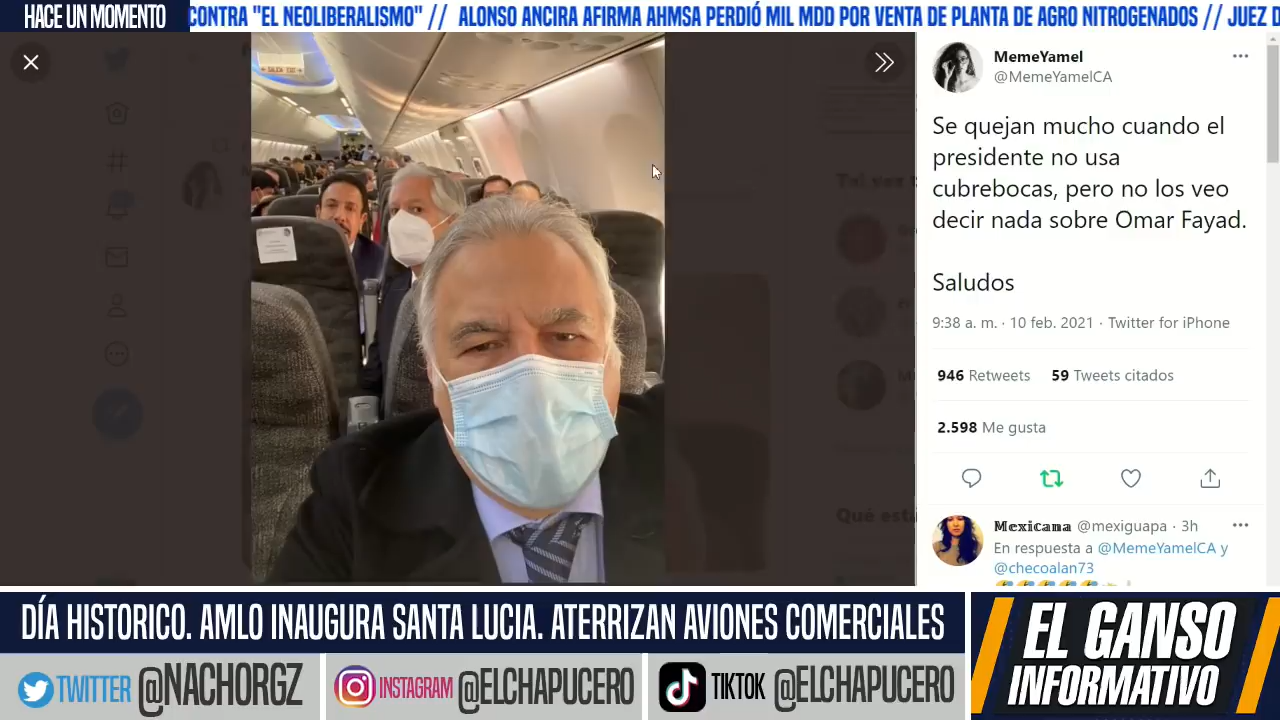 HACE UN MOMENTO
CONTRA "EL NEOLIBERALISMO" // ALONSO ANCIRA AFIRMA AHMSA PERDIÓ MIL MDD POR VENTA DE PLANTA DE AGRO NITROGENADOS // JUEZ D
MemeYamel
@MemeYamelCA
Se quejan mucho cuando el
presidente no usa
cubrebocas, pero no los veo
decir nada sobre Omar Fayad.
Saludos
9:38 a. m. · 10 feb. 2021 · Twitter for iPhone
946 Retweets 59 Tweets citados
2.598 Me gusta
Mexicana @mexiguapa · 3h
En respuesta a @MemeYamelCA y
@checoalan73
DÍA HISTORICO. AMLO INAUGURA SANTA LUCIA. ATERRIZAN AVIONES COMERCIALES
TWITTER @NACHORGZ
INSTAGRAM @ELCHAPUCERO
TIKTOK @ELCHAPUCERO
EL GANSO
INFORMATIVO